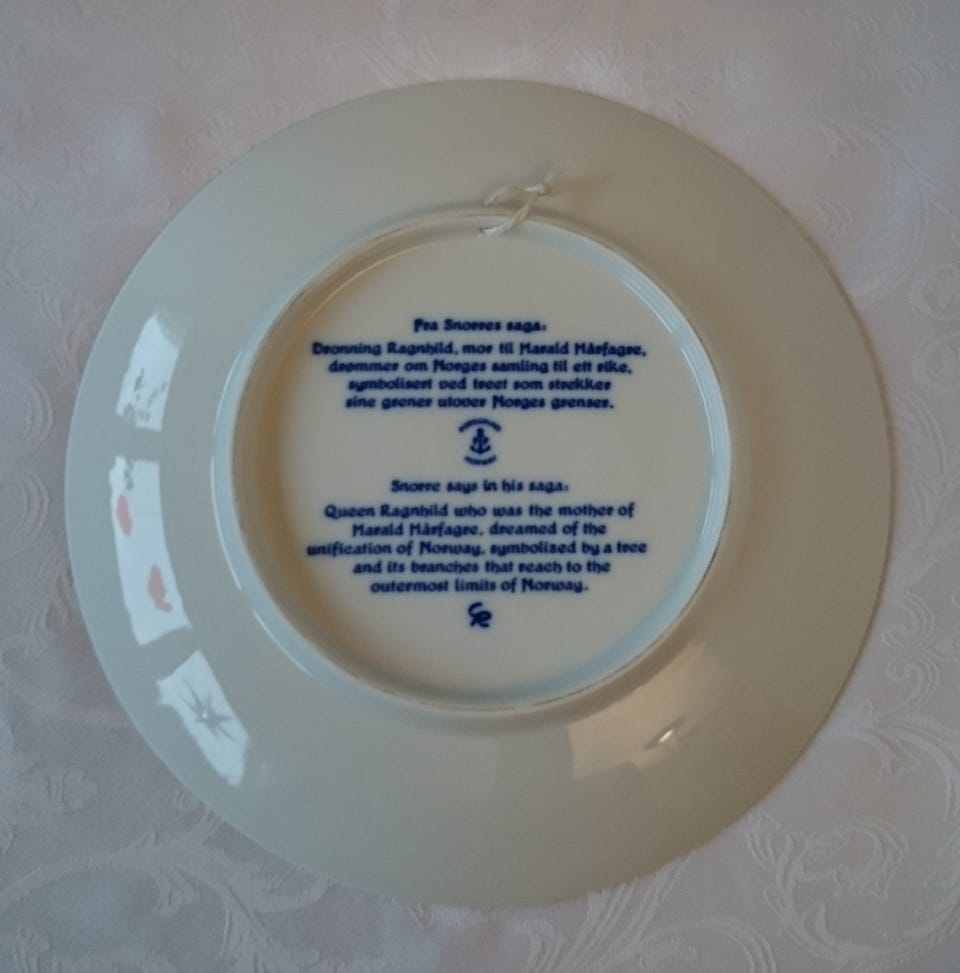 Fra Snorres saga:
Dronning Ragnhild, mor til Harald Hårfagre,
drømmer om Norges samling til ett rike,
symbolisert ved treet som strekker
sine grener utover Norges grenser.
PORSGRUND
NORWAY
Snorre says in his saga:
Queen Ragnhild who was the mother of
Harald Hårfagre, dreamed of the
unification of Norway, symbolized by a tree
and its branches that reach to the
outermost limits of Norway.